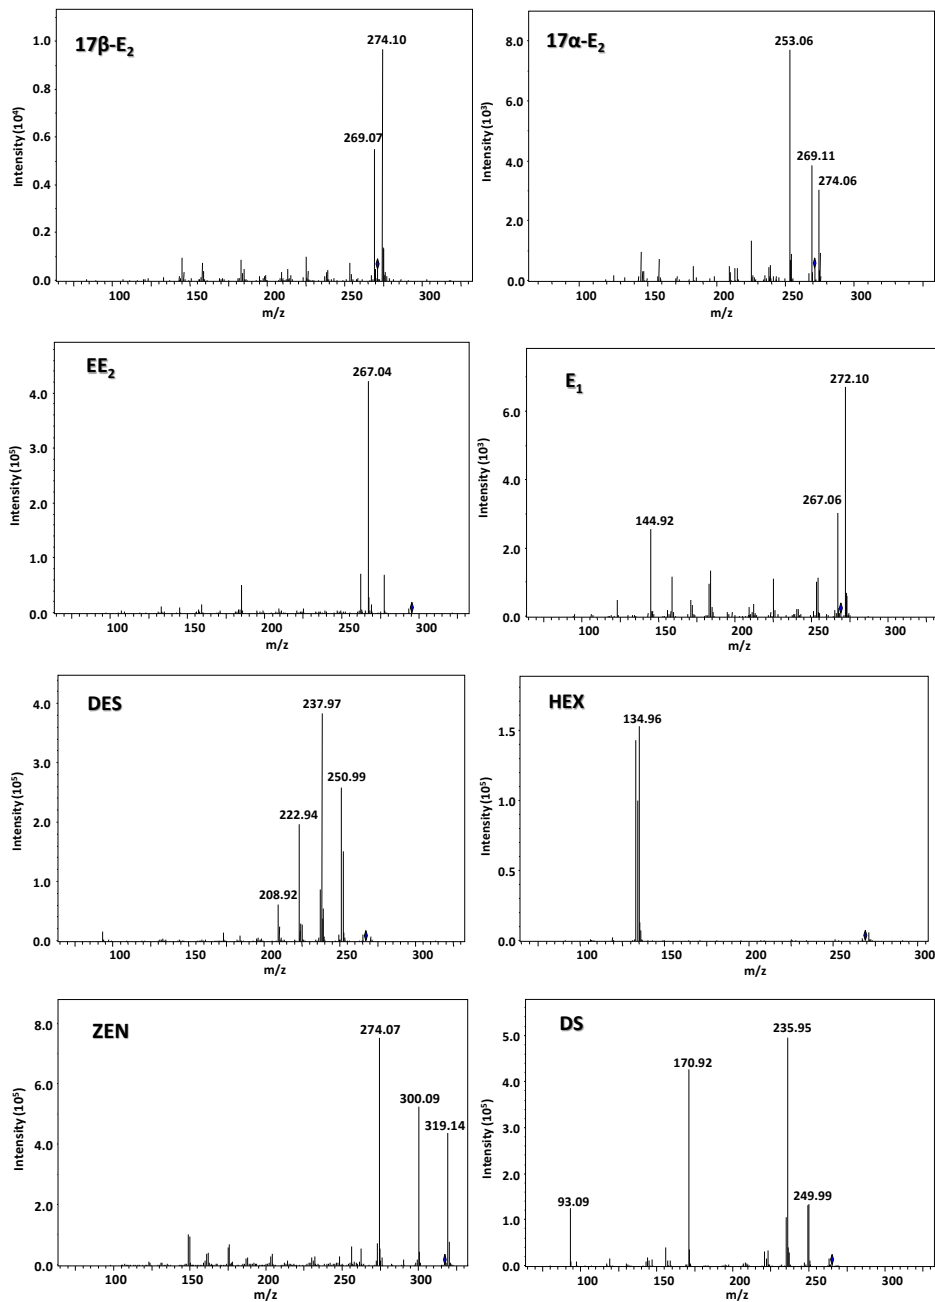 17β-E2
274.10
269.07
1.0
0.8
0.6
0.4
0.2
0.0
Intensity (10⁴)
100 150 200 250 300
m/z
17α-E2
253.06
269.11
274.06
8.0
6.0
4.0
2.0
0.0
Intensity (10³)
100 150 200 250 300
m/z
EE2
267.04
4.0
3.0
2.0
1.0
0.0
Intensity (10⁵)
100 150 200 250 300
m/z
E1
272.10
267.06
144.92
6.0
4.0
2.0
0.0
Intensity (10³)
100 150 200 250 300
m/z
DES
237.97
250.99
222.94
208.92
4.0
3.0
2.0
1.0
0.0
Intensity (10⁵)
100 150 200 250 300
m/z
HEX
134.96
1.5
1.0
0.5
0.0
Intensity (10⁵)
100 150 200 250 300
m/z
ZEN
274.07
300.09
319.14
8.0
6.0
4.0
2.0
0.0
Intensity (10⁵)
100 150 200 250 300
m/z
DS
235.95
170.92
93.09
249.99
5.0
4.0
3.0
2.0
1.0
0.0
Intensity (10⁵)
100 150 200 250 300
m/z